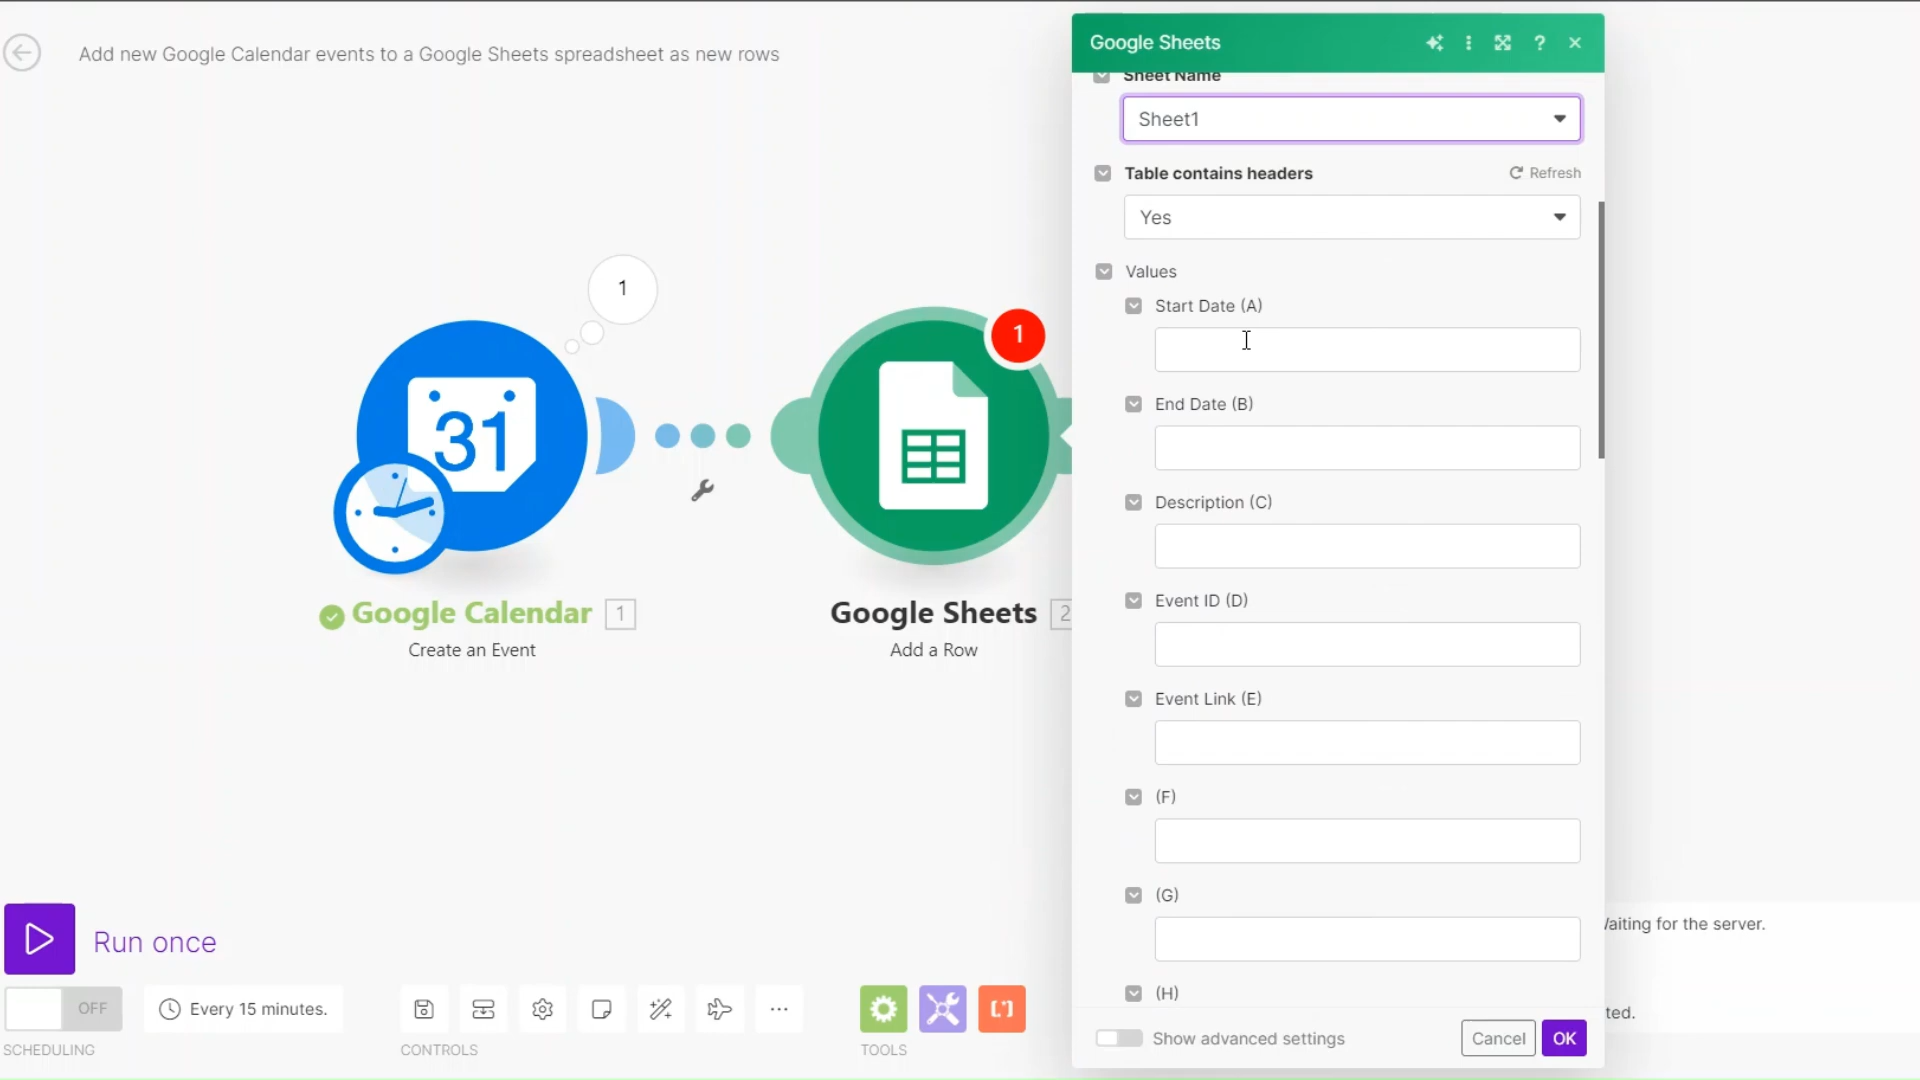 Add new Google Calendar events to a Google Sheets spreadsheet as new rows
1
31
Google Calendar 1
Create an Event
1
Google Sheets 2
Add a Row
Google Sheets
?
Sheet Name
Sheet1
Table contains headers
Refresh
Yes
Values
Start Date (A)
End Date (B)
Description (C)
Event ID (D)
Event Link (E)
(F)
(G)
(H)
Show advanced settings
Cancel
OK
Waiting for the server.
ted.
Run once
OFF
Every 15 minutes.
SCHEDULING
CONTROLS
TOOLS